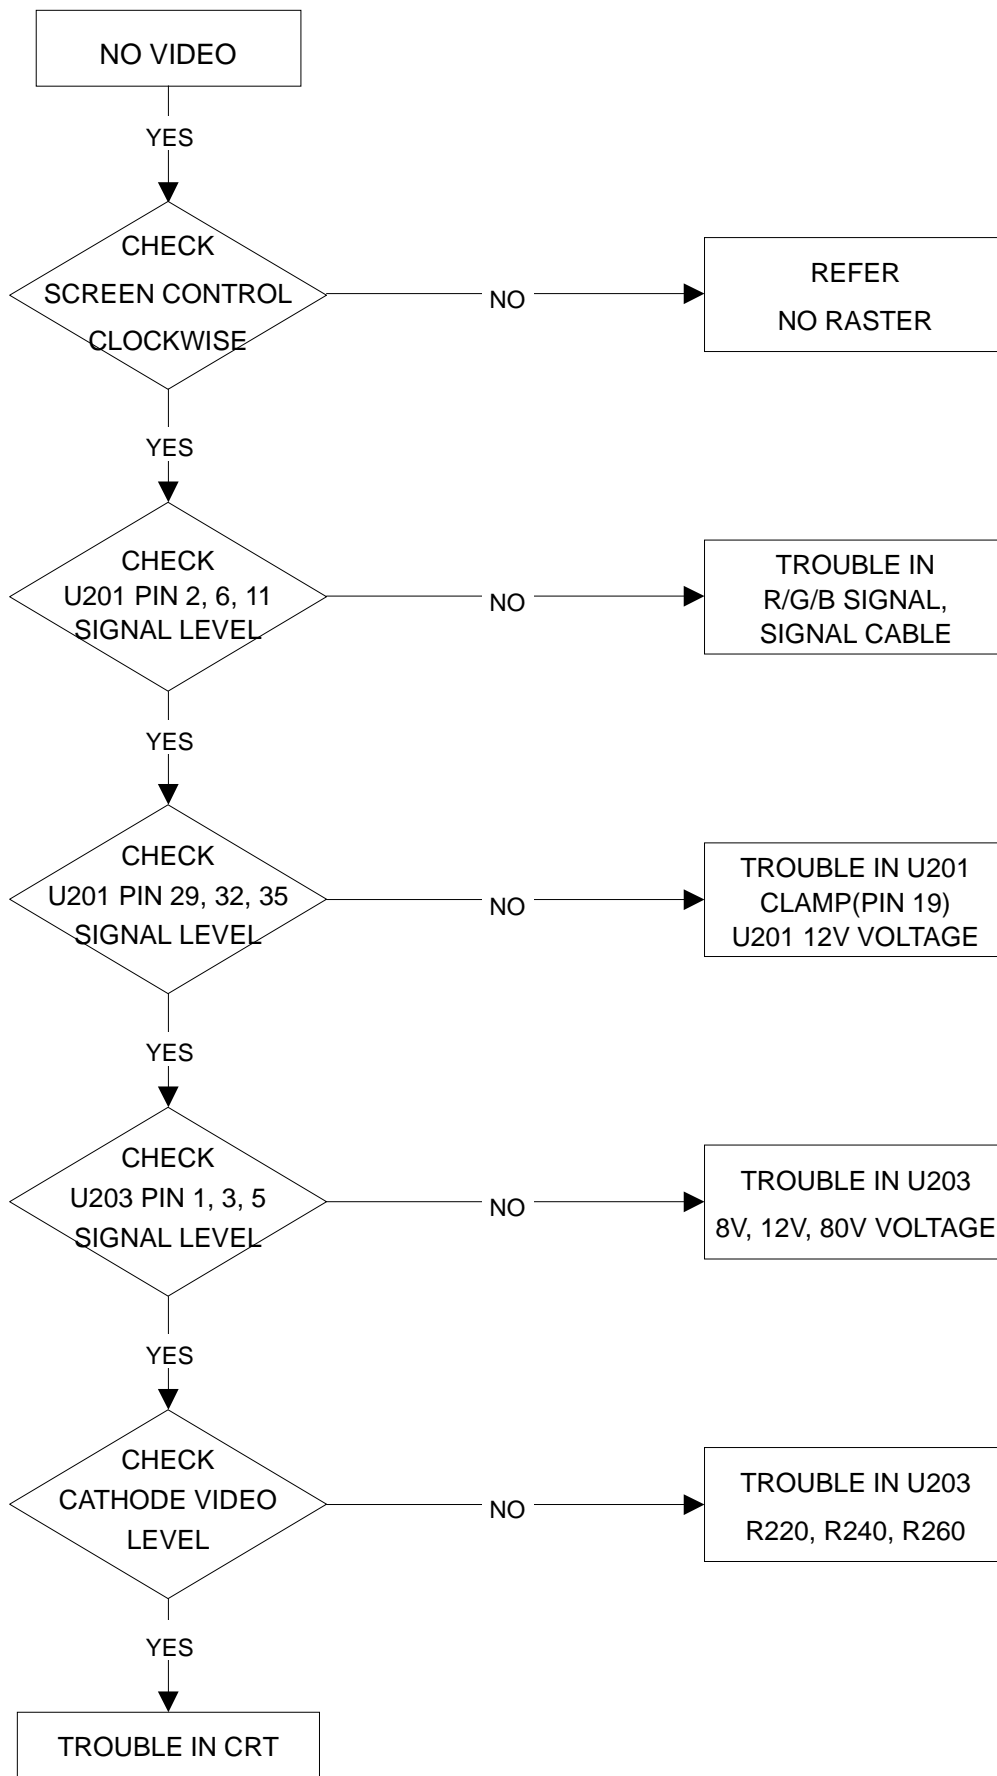 NO VIDEO
YES
CHECK
SCREEN CONTROL
CLOCKWISE
NO
REFER
NO RASTER
YES
CHECK
U201 PIN 2, 6, 11
SIGNAL LEVEL
NO
TROUBLE IN
R/G/B SIGNAL,
SIGNAL CABLE
YES
CHECK
U201 PIN 29, 32, 35
SIGNAL LEVEL
NO
TROUBLE IN U201
CLAMP(PIN 19)
U201 12V VOLTAGE
YES
CHECK
U203 PIN 1, 3, 5
SIGNAL LEVEL
NO
TROUBLE IN U203
8V, 12V, 80V VOLTAGE
YES
CHECK
CATHODE VIDEO
LEVEL
NO
TROUBLE IN U203
R220, R240, R260
YES
TROUBLE IN CRT